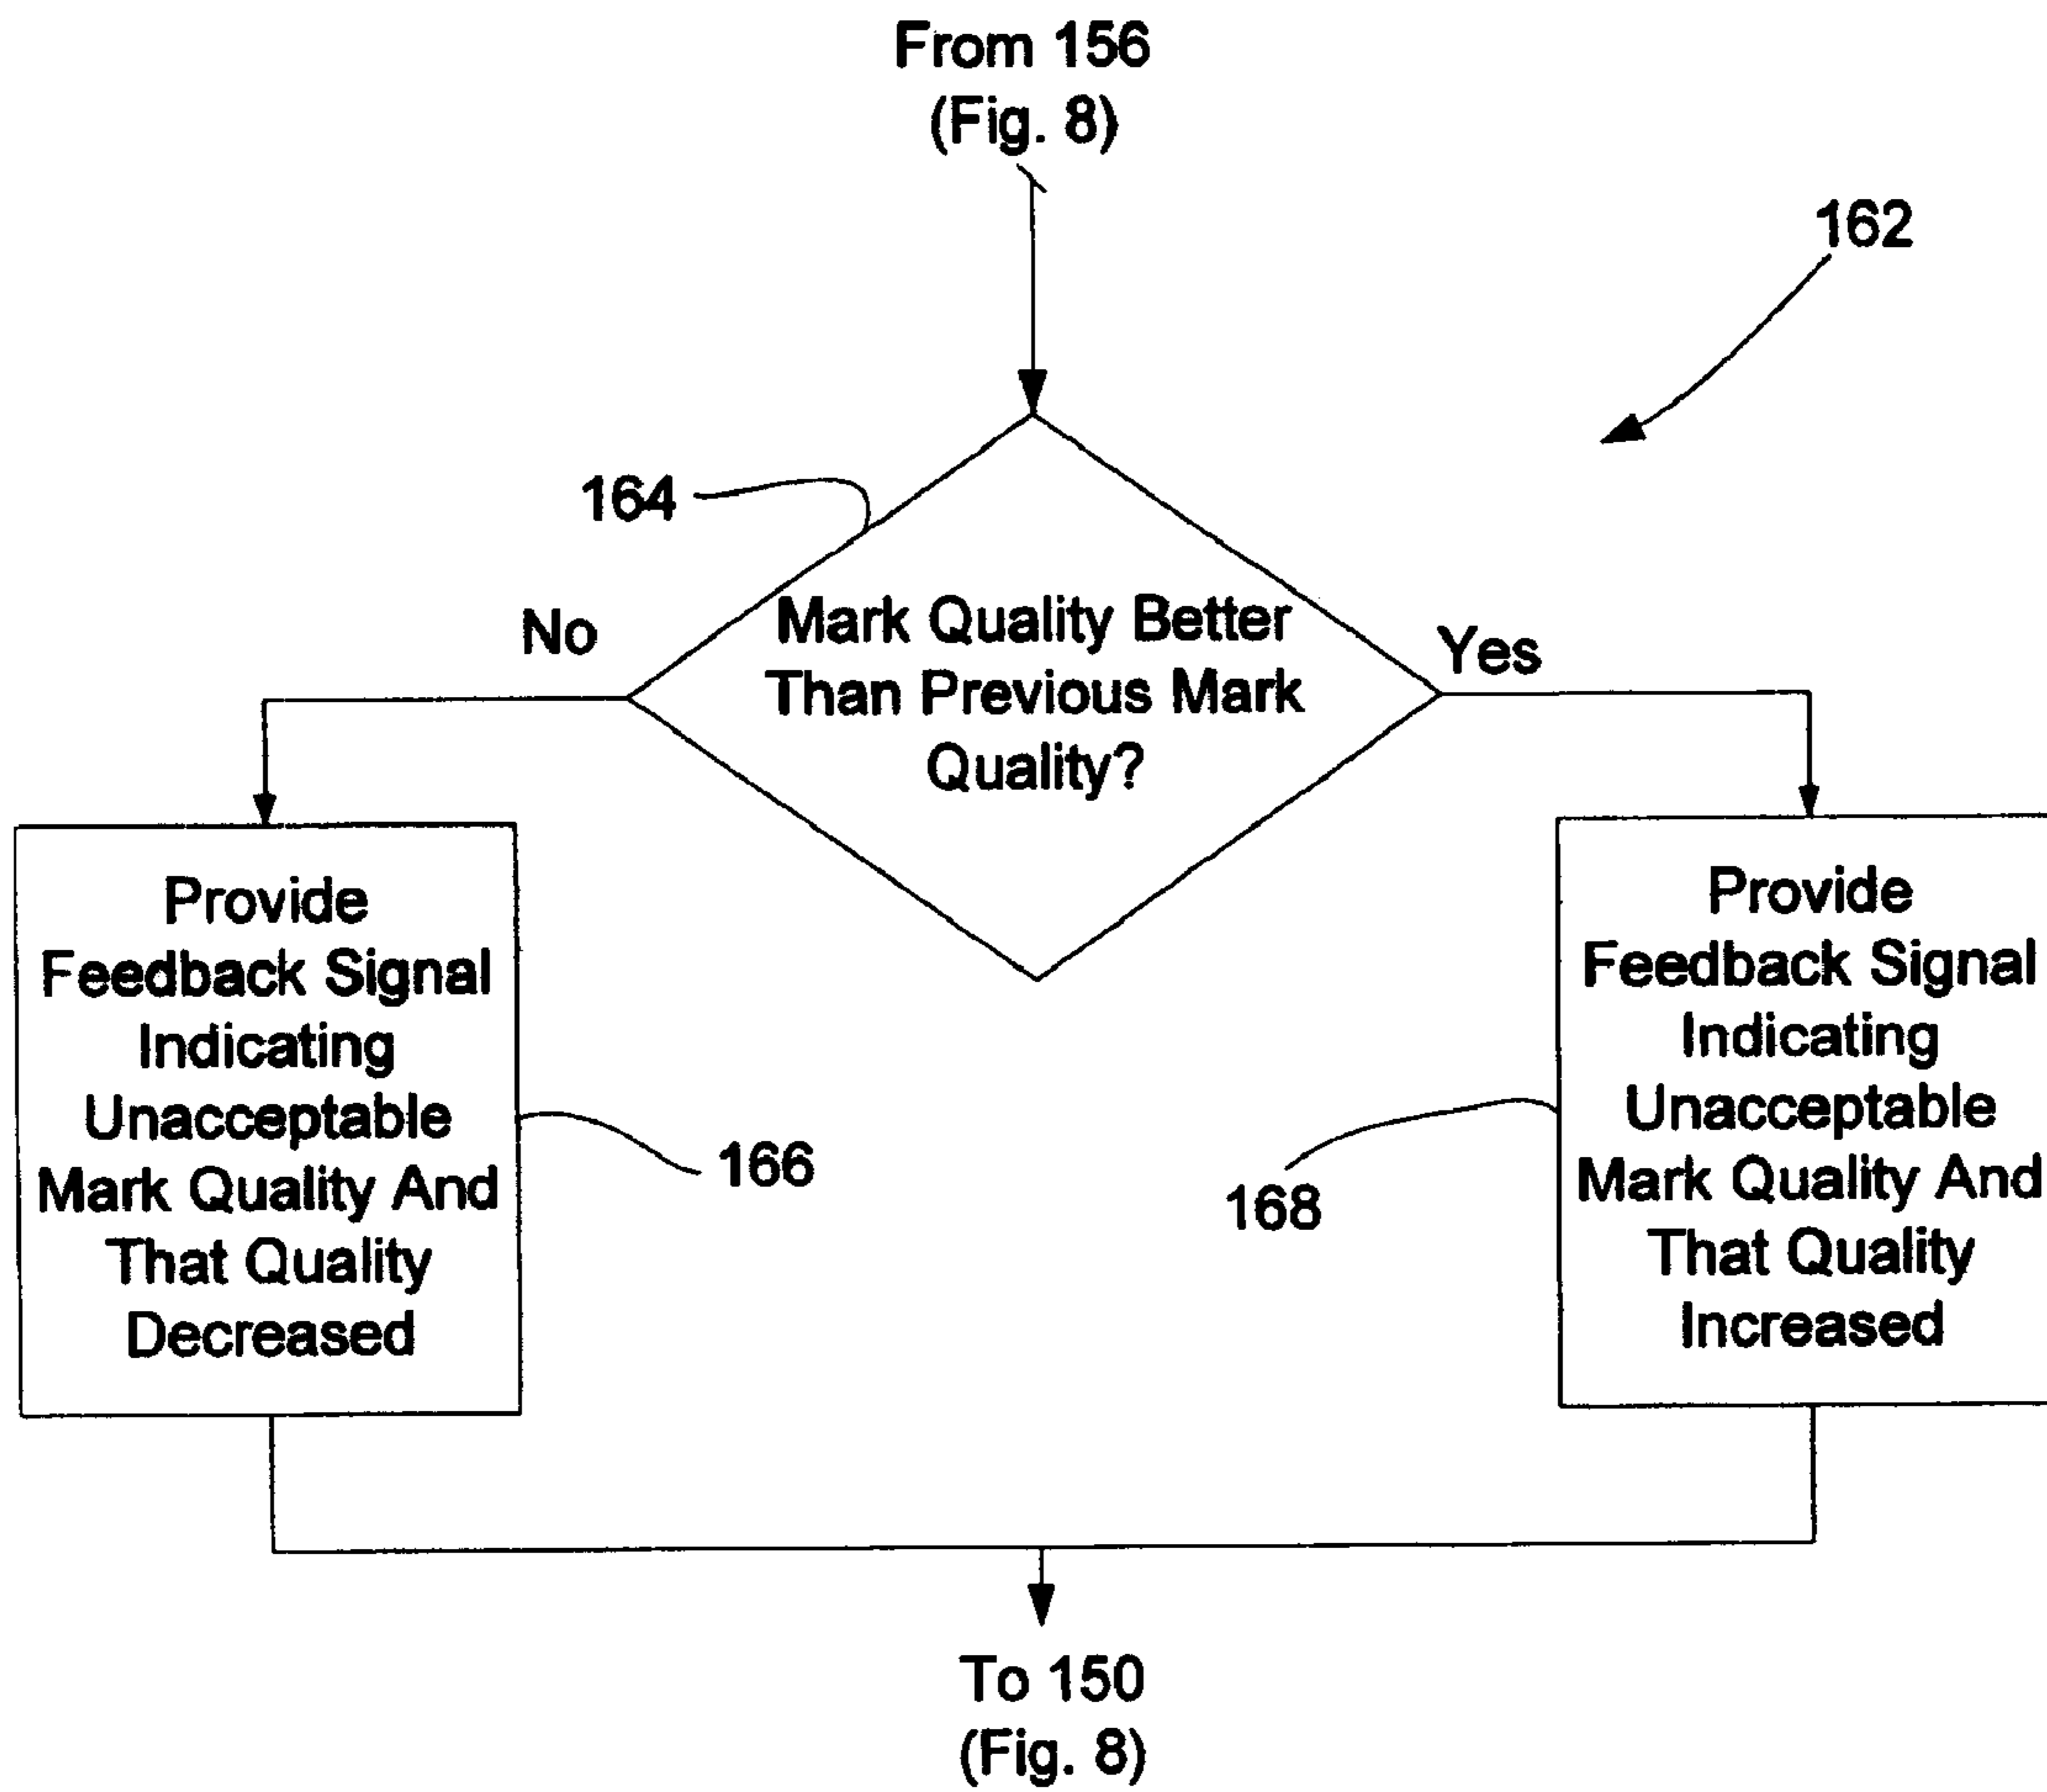 From 156
(Fig. 8)
162
164
No
Mark Quality Better
Than Previous Mark
Quality?
Yes
Provide
Feedback Signal
Indicating
Unacceptable
Mark Quality And
That Quality
Decreased
166
168
Provide
Feedback Signal
Indicating
Unacceptable
Mark Quality And
That Quality
Increased
To 150
(Fig. 8)